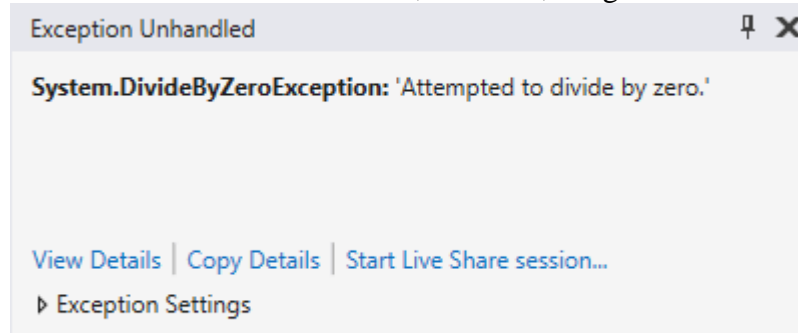 Exception Unhandled
System.DivideByZeroException: 'Attempted to divide by zero.'
View Details | Copy Details | Start Live Share session...
Exception Settings